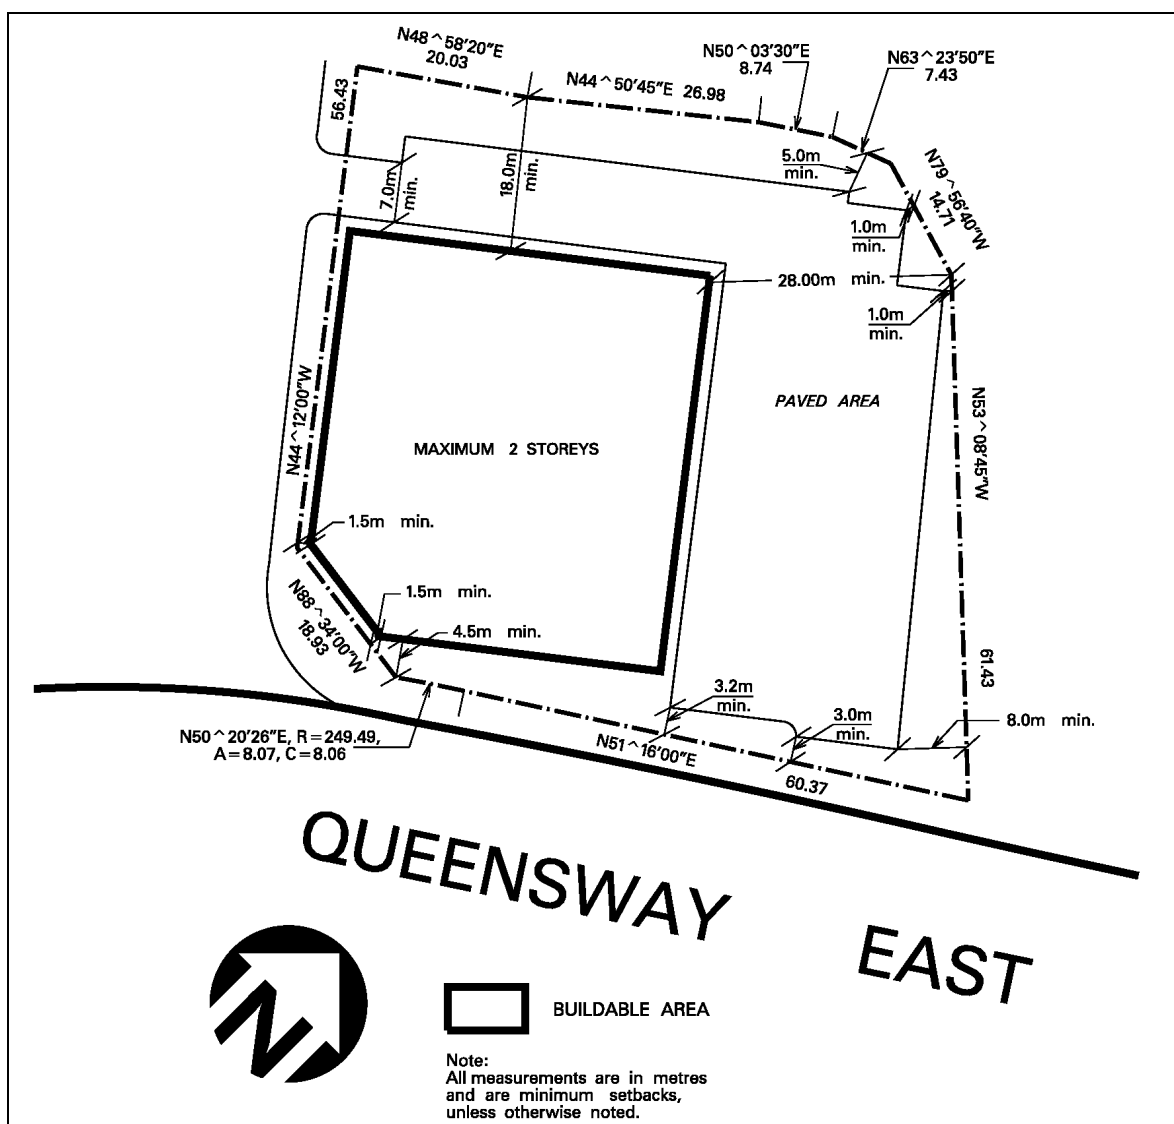 N48^58'20"E
20.03
N50^03'30"E
8.74
N63^23'50"E
7.43
N44^50'45"E 26.98
56.43
7.0m
min.
18.0m
min.
5.0m
min.
N79^56'40"W
14.71
1.0m
min.
28.00m min.
1.0m
min.
PAVED AREA
N53^08'45"W
N44^12'00"W
MAXIMUM 2 STOREYS
1.5m min.
1.5m min.
N88^34'00"W
18.93
4.5m min.
61.43
3.2m
min.
3.0m
min.
8.0m min.
N50^20'26"E, R=249.49,
A=8.07, C=8.06
N51^16'00"E
60.37
QUEENSWAY EAST
N
BUILDABLE AREA
Note:
All measurements are in metres
and are minimum setbacks,
unless otherwise noted.